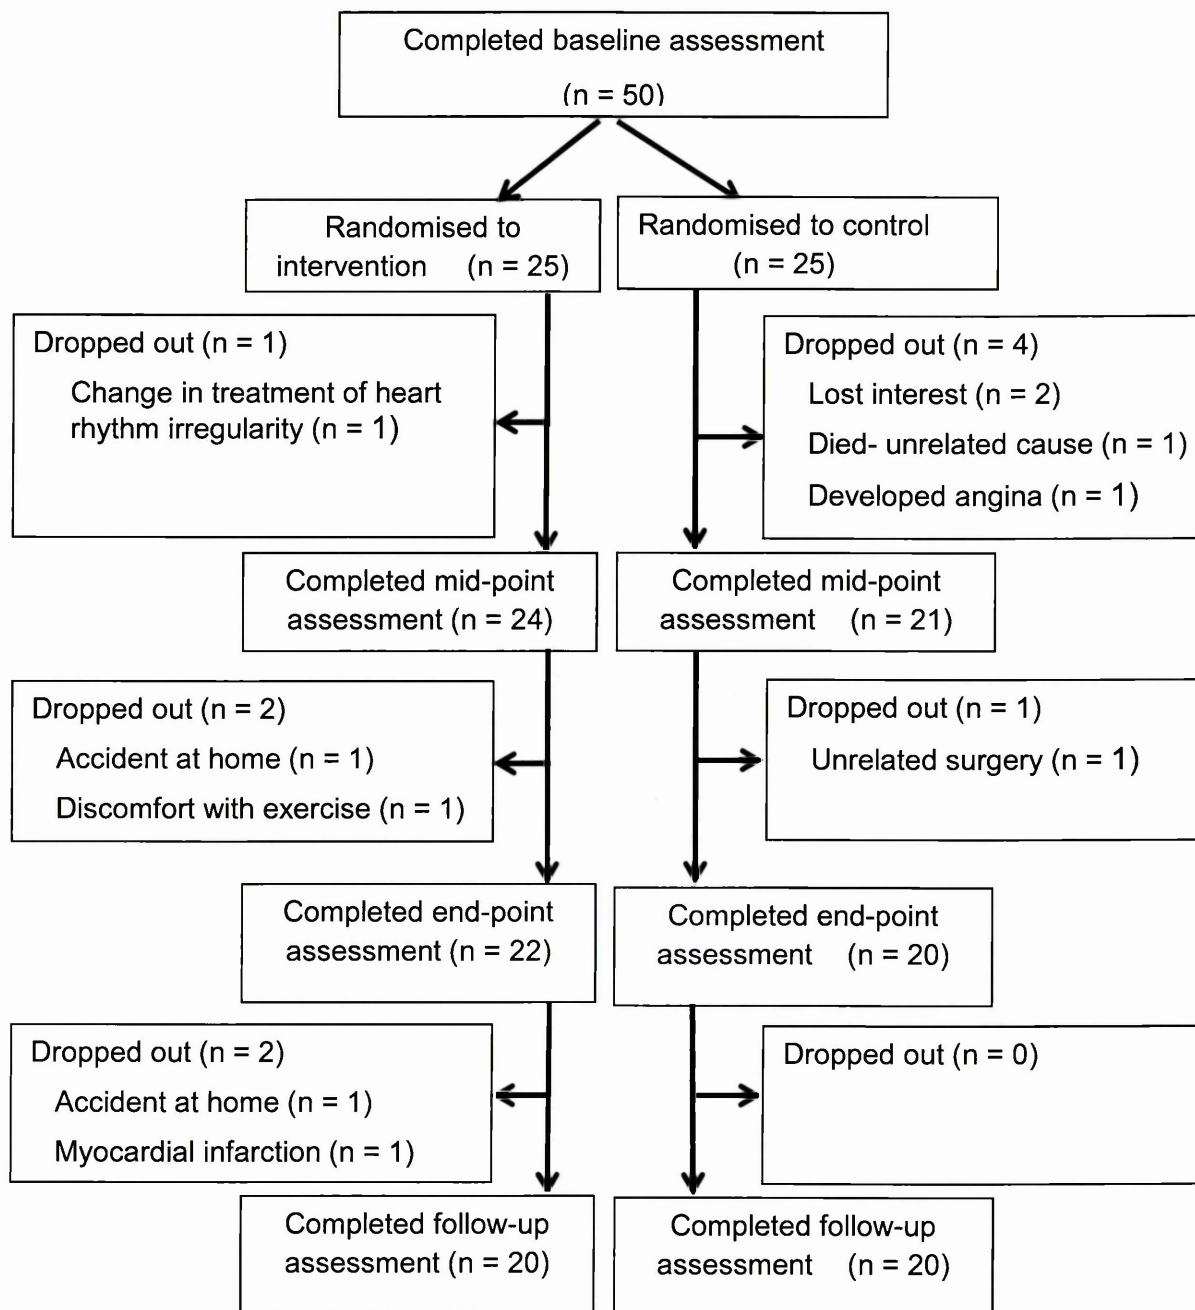 Completed baseline assessment
(n = 50)
Randomised to
intervention (n = 25)
Randomised to control
(n = 25)
Dropped out (n = 1)
Change in treatment of heart
rhythm irregularity (n = 1)
Dropped out (n = 4)
Lost interest (n = 2)
Died- unrelated cause (n = 1)
Developed angina (n = 1)
Completed mid-point
assessment (n = 24)
Completed mid-point
assessment (n = 21)
Dropped out (n = 2)
Accident at home (n = 1)
Discomfort with exercise (n = 1)
Dropped out (n = 1)
Unrelated surgery (n = 1)
Completed end-point
assessment (n = 22)
Completed end-point
assessment (n = 20)
Dropped out (n = 2)
Accident at home (n = 1)
Myocardial infarction (n = 1)
Dropped out (n = 0)
Completed follow-up
assessment (n = 20)
Completed follow-up
assessment (n = 20)